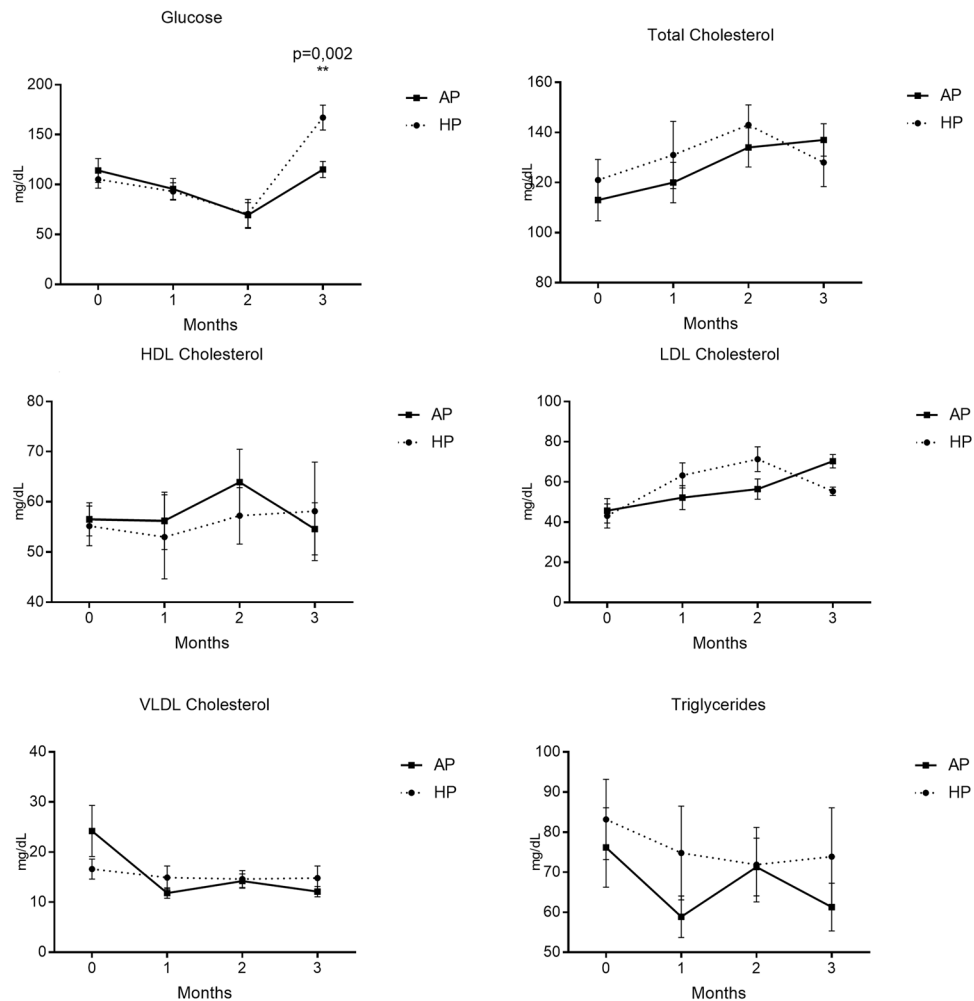 Glucose
p=0,002
**
200
150
100
50
0
mg/dL
0 1 2 3
Months
AP
HP
Total Cholesterol
160
140
120
100
80
mg/dL
0 1 2 3
Months
AP
HP
HDL Cholesterol
80
70
60
50
40
mg/dL
0 1 2 3
Months
AP
HP
LDL Cholesterol
100
80
60
40
20
0
mg/dL
0 1 2 3
Months
AP
HP
VLDL Cholesterol
40
30
20
10
0
mg/dL
0 1 2 3
Months
AP
HP
Triglycerides
100
90
80
70
60
50
mg/dL
0 1 2 3
Months
AP
HP